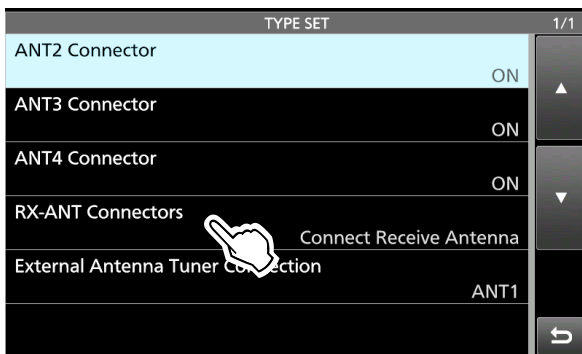 TYPE SET
1/1
ANT2 Connector
ON
ANT3 Connector
ON
ANT4 Connector
ON
RX-ANT Connectors
Connect Receive Antenna
External Antenna Tuner
ANT1